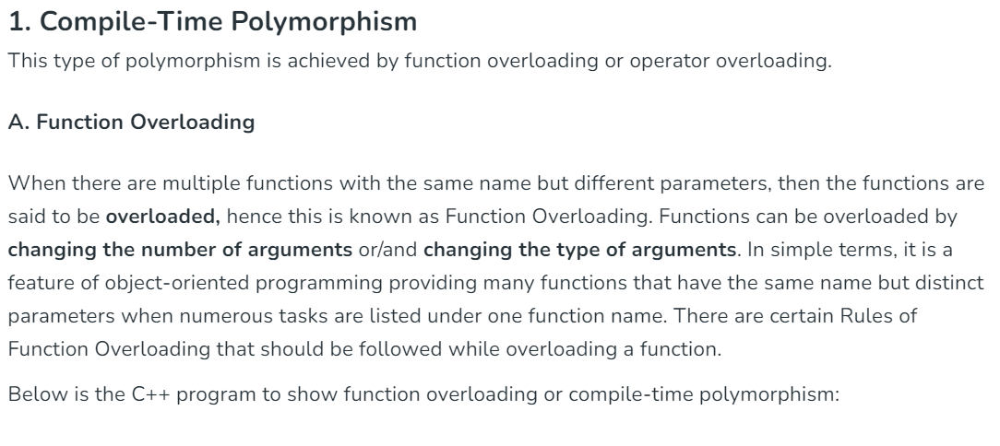 1. Compile-Time Polymorphism
This type of polymorphism is achieved by function overloading or operator overloading.
A. Function Overloading
When there are multiple functions with the same name but different parameters, then the functions are
said to be overloaded, hence this is known as Function Overloading. Functions can be overloaded by
changing the number of arguments or/and changing the type of arguments. In simple terms, it is a
feature of object-oriented programming providing many functions that have the same name but distinct
parameters when numerous tasks are listed under one function name. There are certain Rules of
Function Overloading that should be followed while overloading a function.
Below is the C++ program to show function overloading or compile-time polymorphism: